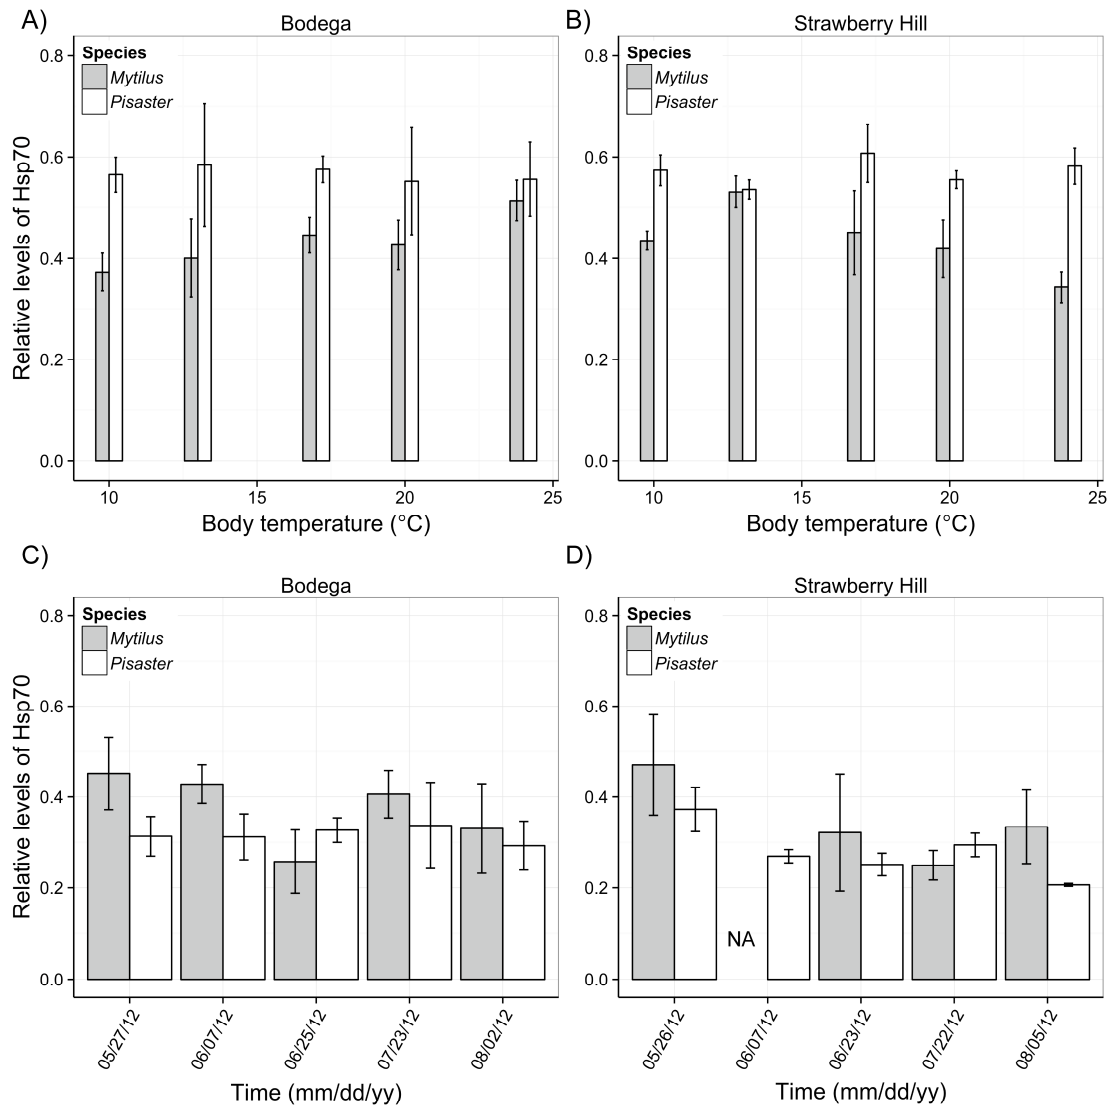 A)
Bodega
Species
Mytilus
Pisaster
Relative levels of Hsp70
0.8
0.6
0.4
0.2
0.0
10
15
20
25
Body temperature (°C)
B)
Strawberry Hill
Species
Mytilus
Pisaster
0.8
0.6
0.4
0.2
0.0
10
15
20
25
Body temperature (°C)
C)
Bodega
Species
Mytilus
Pisaster
Relative levels of Hsp70
0.8
0.6
0.4
0.2
0.0
05/27/12
06/07/12
06/25/12
07/23/12
08/02/12
Time (mm/dd/yy)
D)
Strawberry Hill
Species
Mytilus
Pisaster
0.8
0.6
0.4
0.2
0.0
NA
05/26/12
06/07/12
06/23/12
07/22/12
08/05/12
Time (mm/dd/yy)